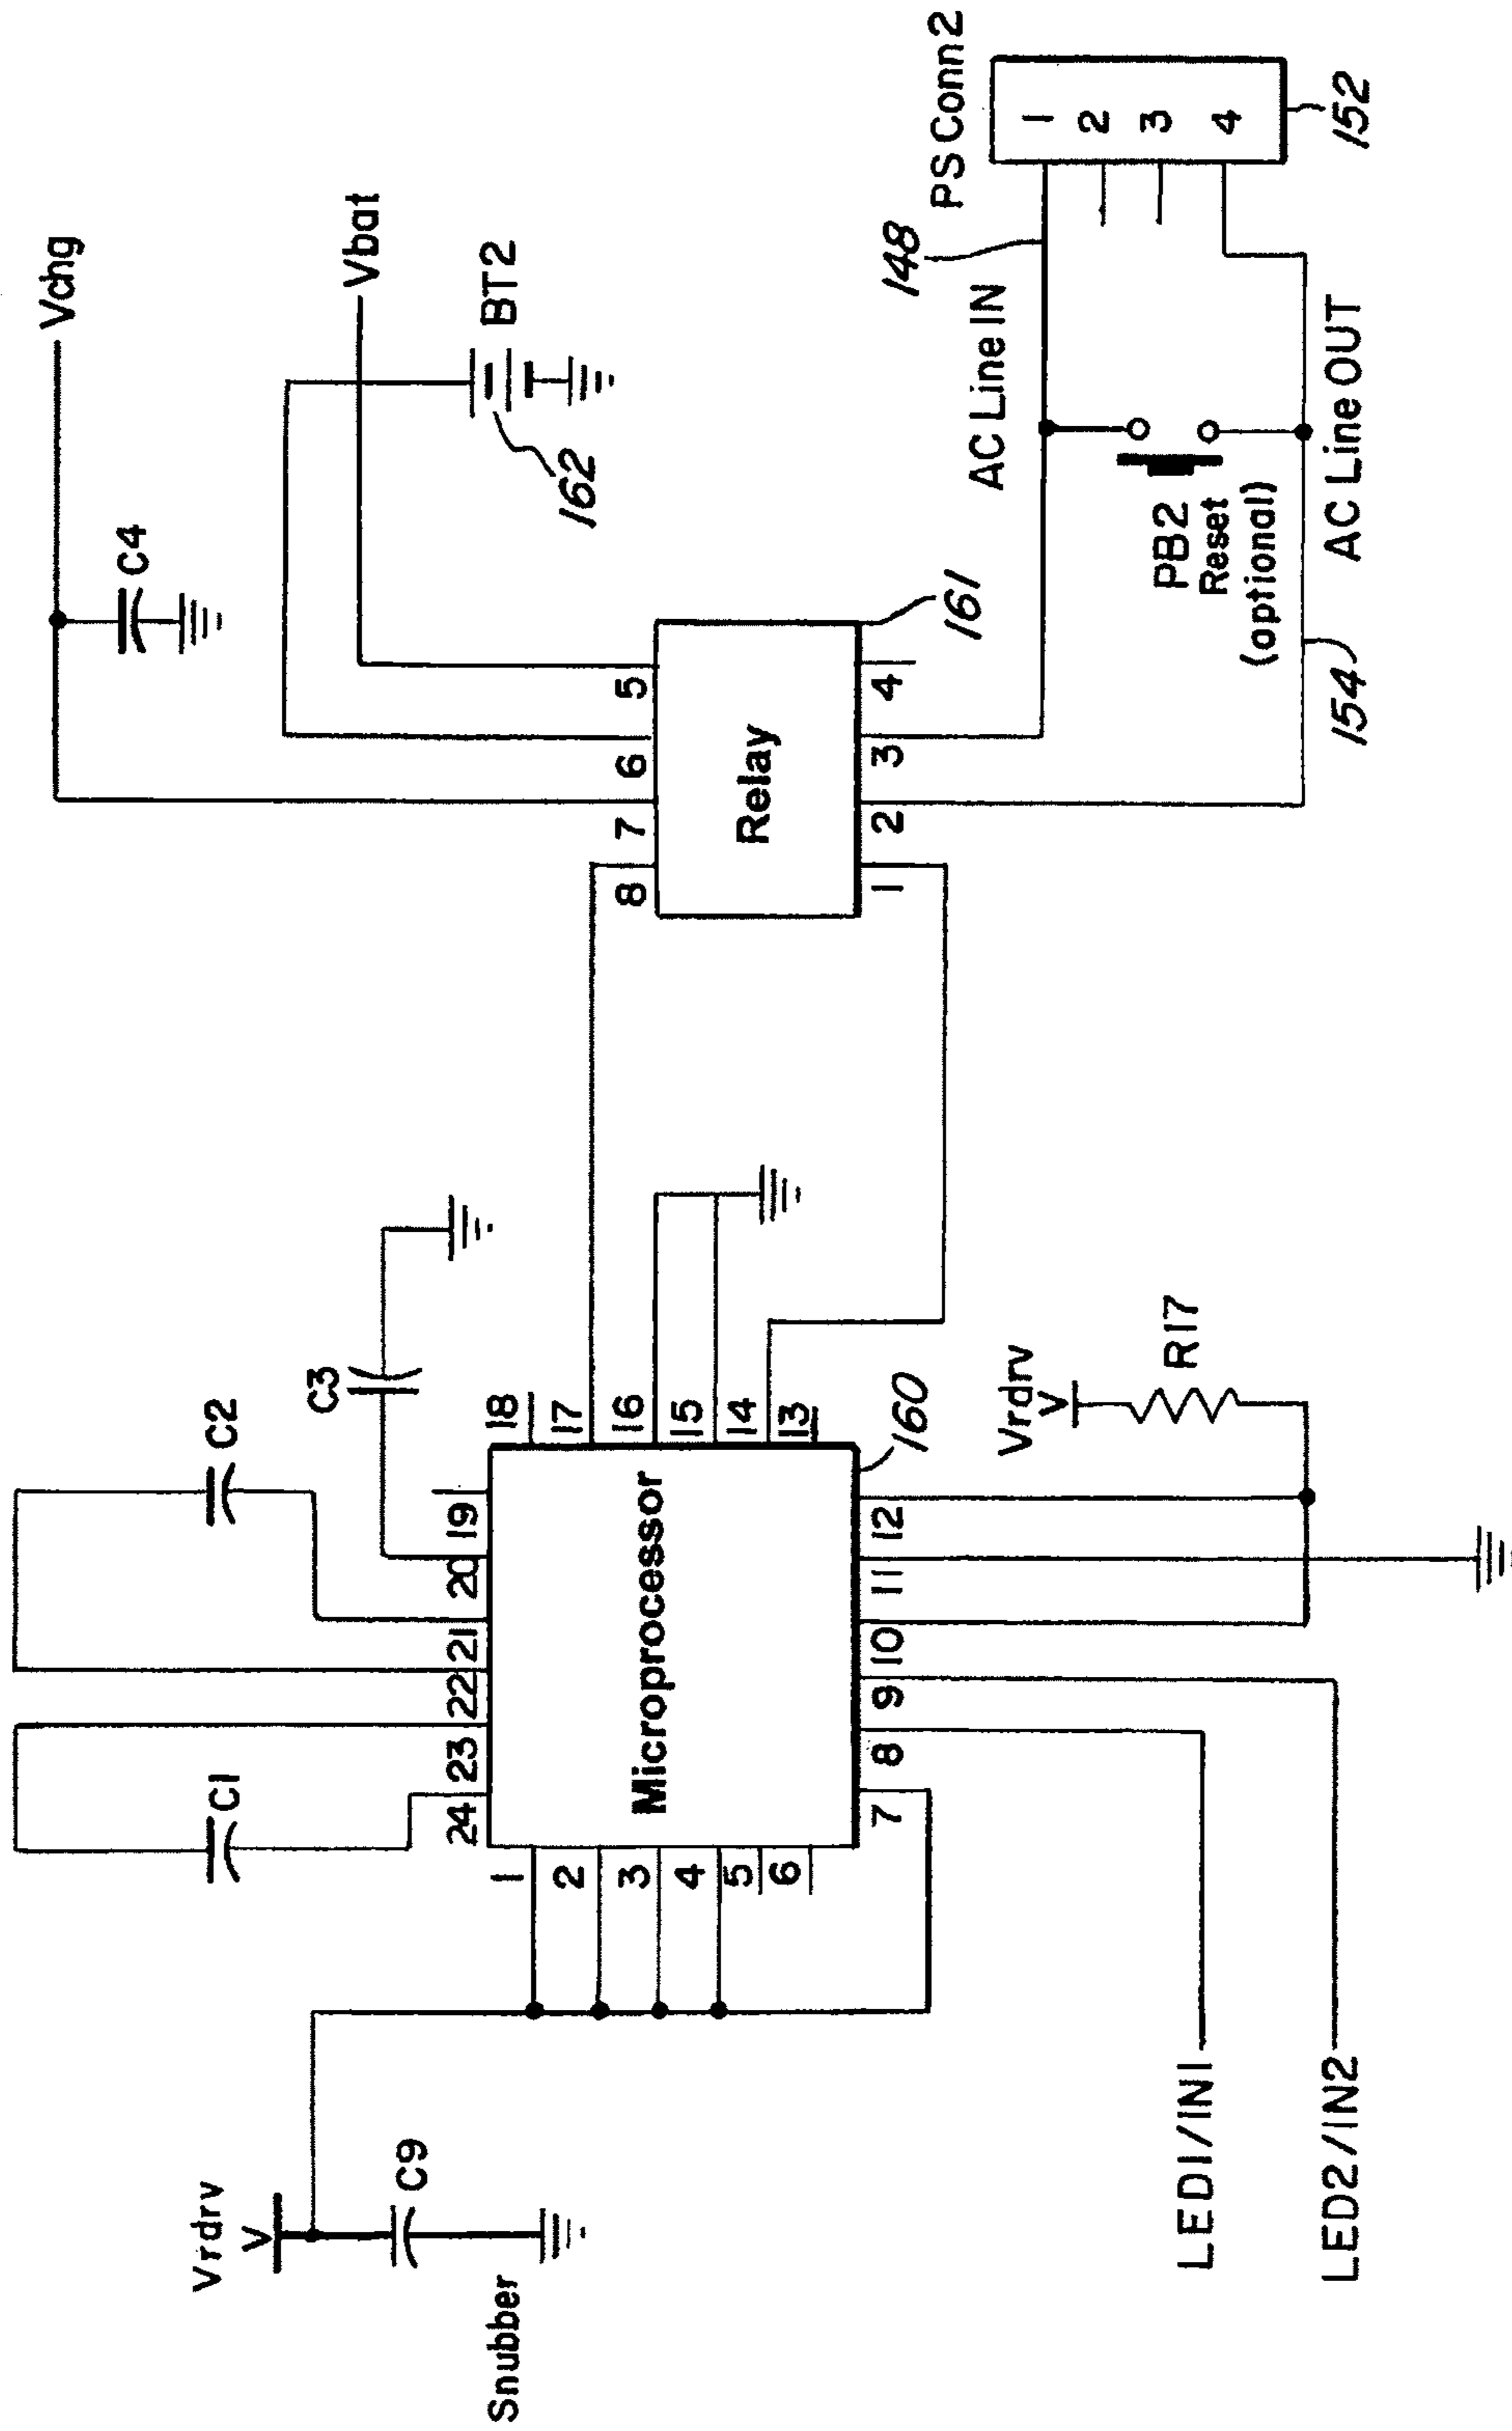 Vchg
C4
Vbat
BT2
162
PS Conn2
1
2
3
4
152
148
AC Line IN
PB2
Reset
(optional)
AC Line OUT
154
Relay
161
8
7
6
5
1
2
3
4
C1
C2
C3
Microprocessor
160
24
23
22
21
20
19
18
17
16
15
14
13
1
2
3
4
5
6
7
8
9
10
11
12
Vrdrv
V
R17
Vrdrv
V
C9
Snubber
LED1/IN1
LED2/IN2